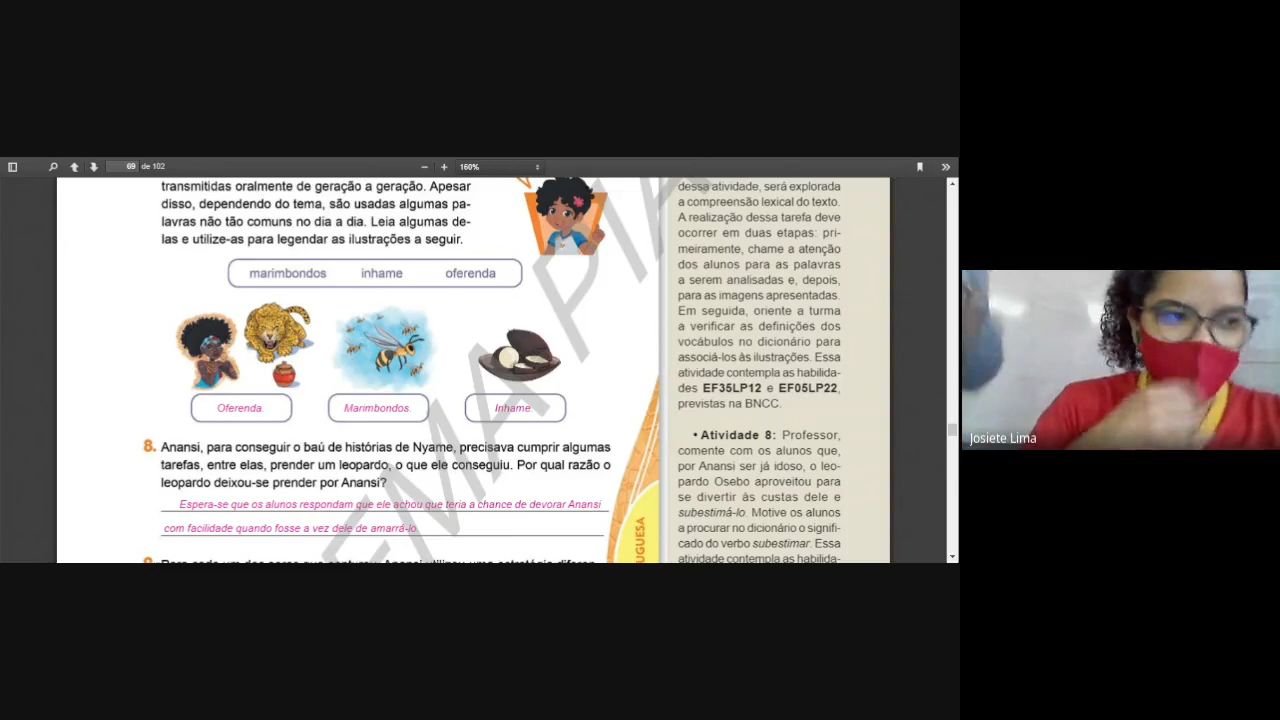 69 de 102
160%
transmitidas oralmente de geração a geração. Apesar
disso, dependendo do tema, são usadas algumas pa-
lavras não tão comuns no dia a dia. Leia algumas de-
las e utilize-as para legendar as ilustrações a seguir.
marimbondos inhame oferenda
Oferenda.
Marimbondos.
Inhame.
8. Anansi, para conseguir o baú de histórias de Nyame, precisava cumprir algumas
tarefas, entre elas, prender um leopardo, o que ele conseguiu. Por qual razão o
leopardo deixou-se prender por Anansi?
Espera-se que os alunos respondam que ele achou que teria a chance de devorar Anansi
com facilidade quando fosse a vez dele de amarrá-lo.
dessa atividade, será explorada
a compreensão lexical do texto.
A realização dessa tarefa deve
ocorrer em duas etapas: pri-
meiramente, chame a atenção
dos alunos para as palavras
a serem analisadas e, depois,
para as imagens apresentadas.
Em seguida, oriente a turma
a verificar as definições dos
vocábulos no dicionário para
associá-los às ilustrações. Essa
atividade contempla as habilida-
des EF35LP12 e EF05LP22,
previstas na BNCC.
• Atividade 8: Professor,
comente com os alunos que,
por Anansi ser já idoso, o leo-
pardo Osebo aproveitou para
se divertir às custas dele e
subestimá-lo. Motive os alunos
a procurar no dicionário o signifi-
cado do verbo subestimar. Essa
atividade contempla as habilida-
UGUESA
EMA PIA
Josiete Lima